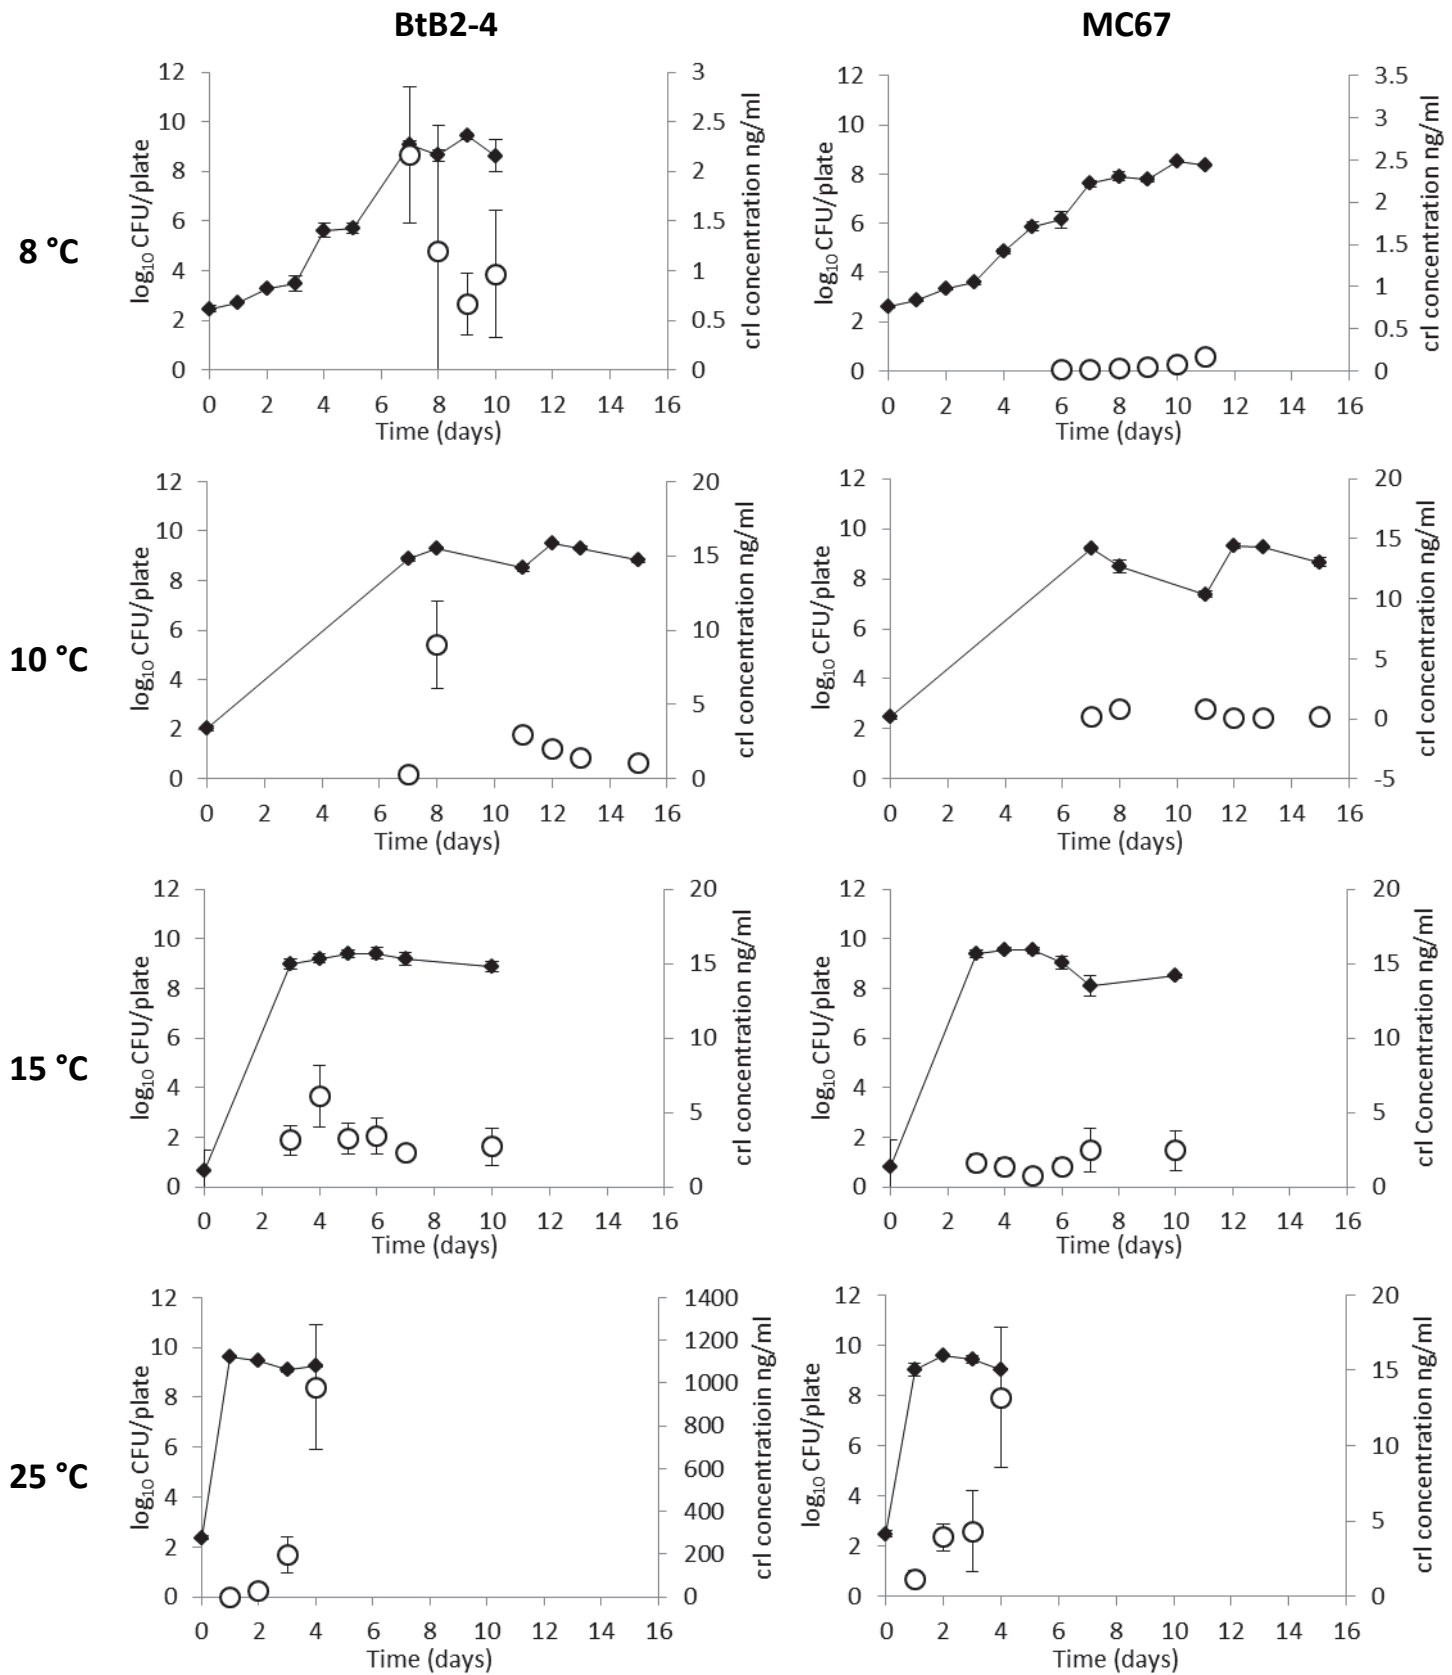 BtB2-4
MC67
8 °C
log10 CFU/plate
12
10
8
6
4
2
0
3
2.5
2
1.5
1
0.5
0
crl concentration ng/ml
0 2 4 6 8 10 12 14 16
Time (days)
log10 CFU/plate
12
10
8
6
4
2
0
3.5
3
2.5
2
1.5
1
0.5
0
crl concentration ng/ml
0 2 4 6 8 10 12 14 16
Time (days)
10 °C
log10 CFU/plate
12
10
8
6
4
2
0
20
15
10
5
0
crl concentration ng/ml
0 2 4 6 8 10 12 14 16
Time (days)
log10 CFU/plate
12
10
8
6
4
2
0
20
15
10
5
0
-5
crl concentration ng/ml
0 2 4 6 8 10 12 14 16
Time (days)
15 °C
log10 CFU/plate
12
10
8
6
4
2
0
20
15
10
5
0
crl concentration ng/ml
0 2 4 6 8 10 12 14 16
Time (days)
log10 CFU/plate
12
10
8
6
4
2
0
20
15
10
5
0
crl Concentration ng/ml
0 2 4 6 8 10 12 14 16
Time (days)
25 °C
log10 CFU/plate
12
10
8
6
4
2
0
1400
1200
1000
800
600
400
200
0
crl concentratioin ng/ml
0 2 4 6 8 10 12 14 16
Time (days)
log10 CFU/plate
12
10
8
6
4
2
0
20
15
10
5
0
crl concentration ng/ml
0 2 4 6 8 10 12 14 16
Time (days)